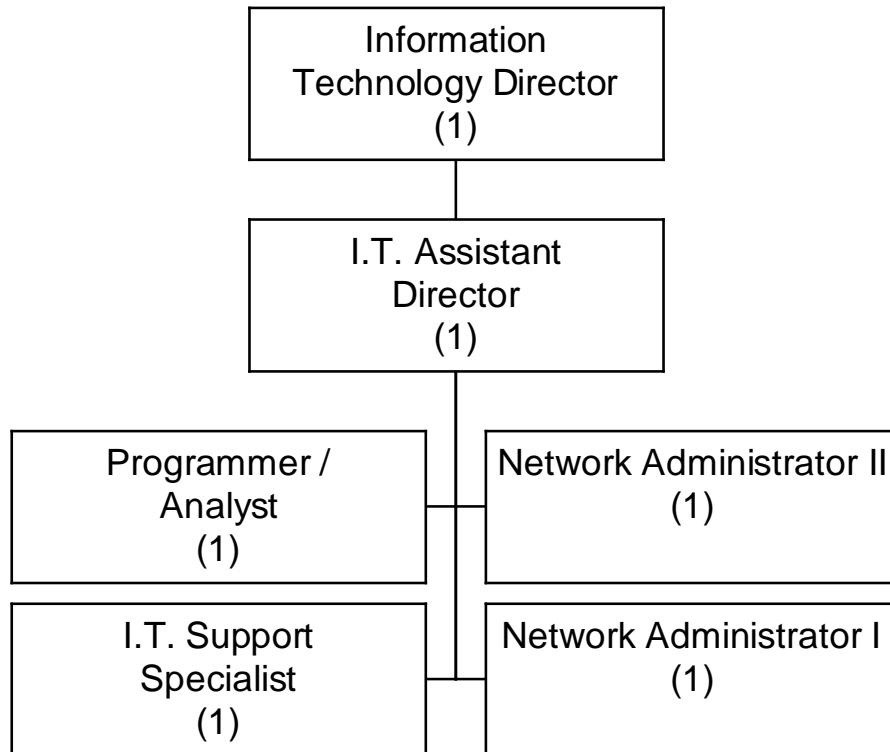 Information
Technology Director
(1)
I.T. Assistant
Director
(1)
Programmer /
Analyst
(1)
Network Administrator II
(1)
I.T. Support
Specialist
(1)
Network Administrator I
(1)